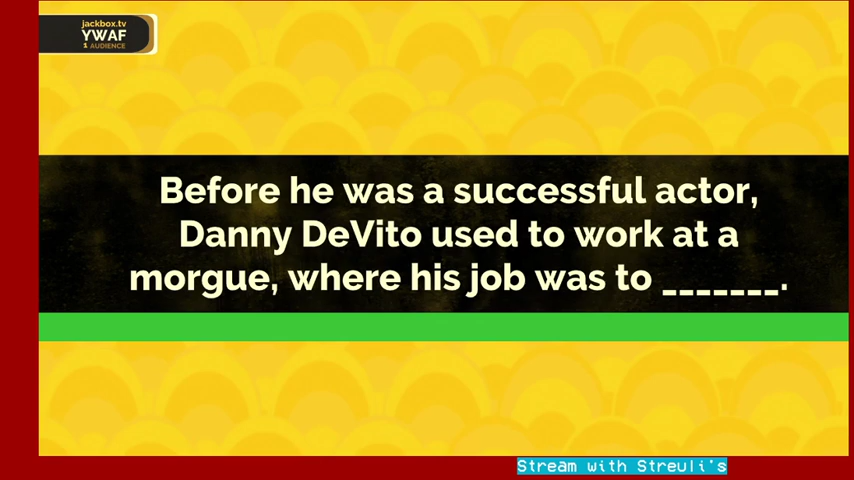 jackbox.tv
YWAF
1 AUDIENCE
Before he was a successful actor,
Danny DeVito used to work at a
morgue, where his job was to _______.
Stream with Streuli's